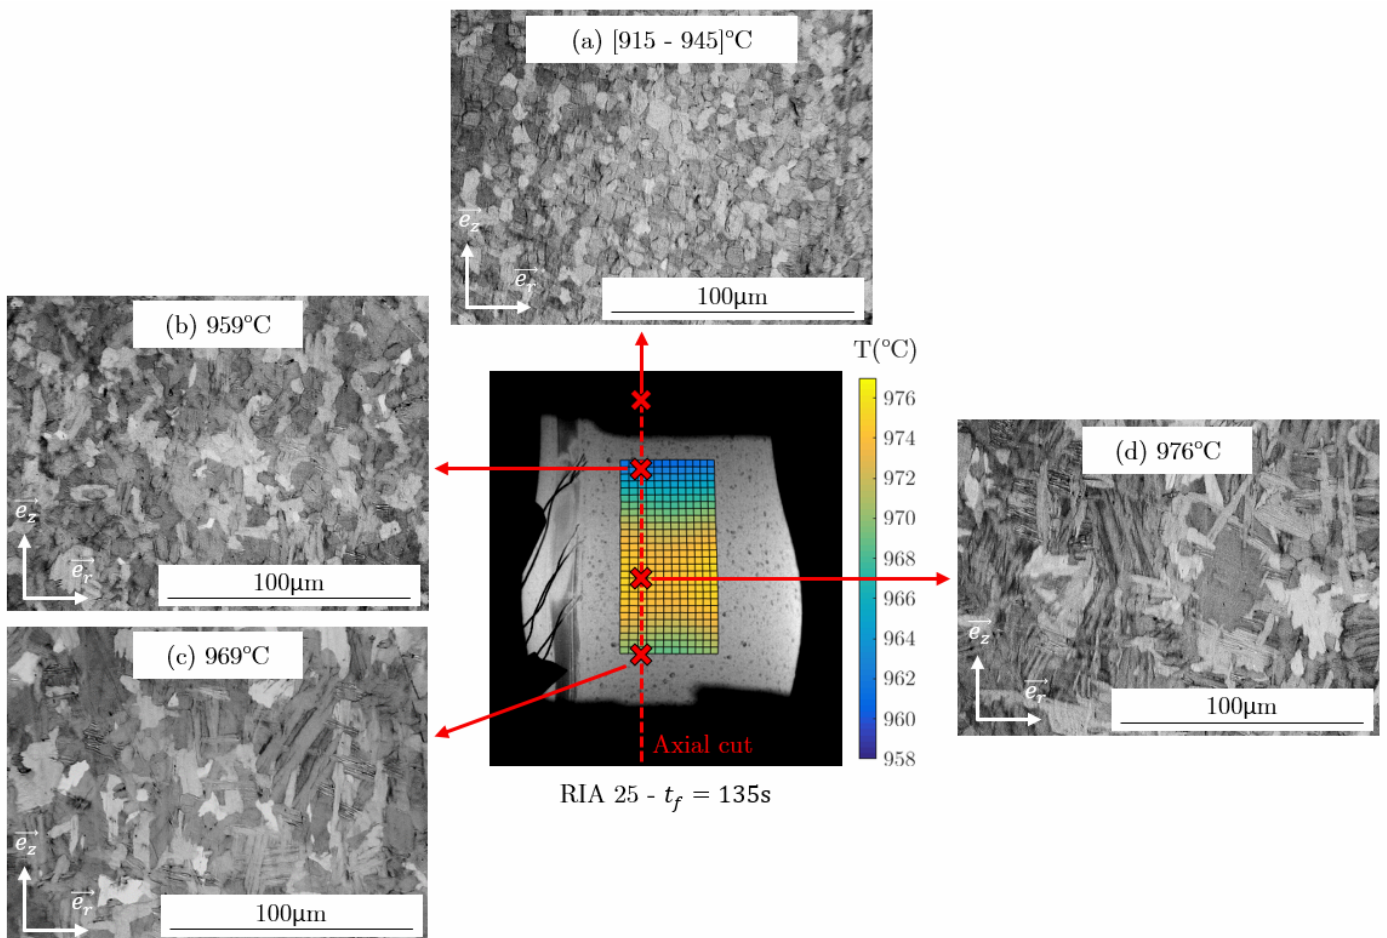 (a) [915 - 945]°C
e_z
e_r
100µm
(b) 959°C
e_z
e_r
100µm
T(°C)
976
974
972
970
968
966
964
962
960
958
(d) 976°C
e_z
e_r
100µm
(c) 969°C
e_z
e_r
100µm
Axial cut
RIA 25 - t_f = 135s